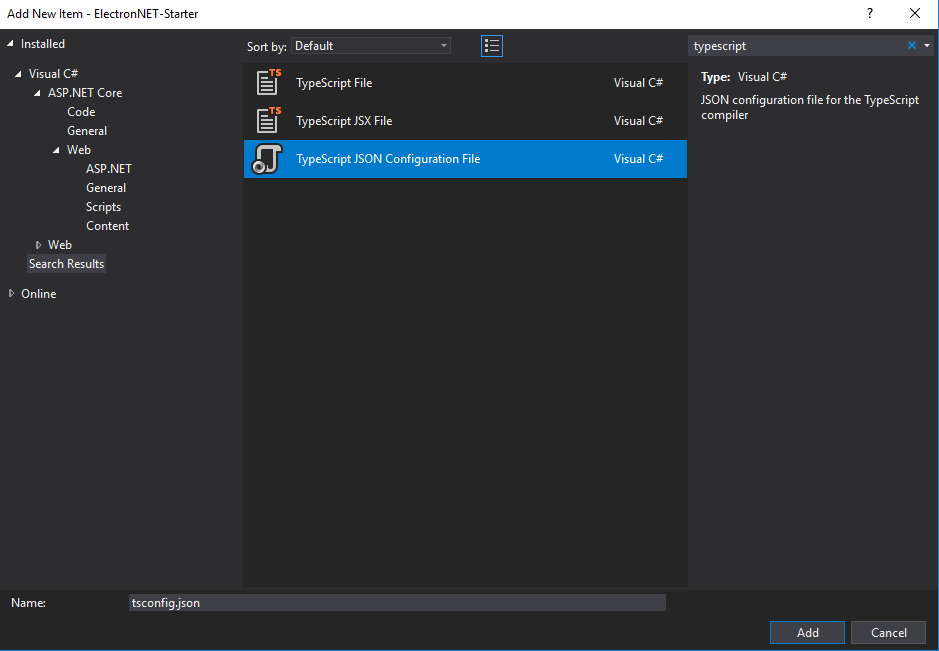 Add New Item - ElectronNET-Starter ?
Installed
Visual C#
ASP.NET Core
Code
General
Web
ASP.NET
General
Scripts
Content
Web
Search Results
Online
Sort by: Default
TS TypeScript File Visual C#
TS TypeScript JSX File Visual C#
TypeScript JSON Configuration File Visual C#
typescript
Type: Visual C#
JSON configuration file for the TypeScript
compiler
Name: tsconfig.json
Add Cancel